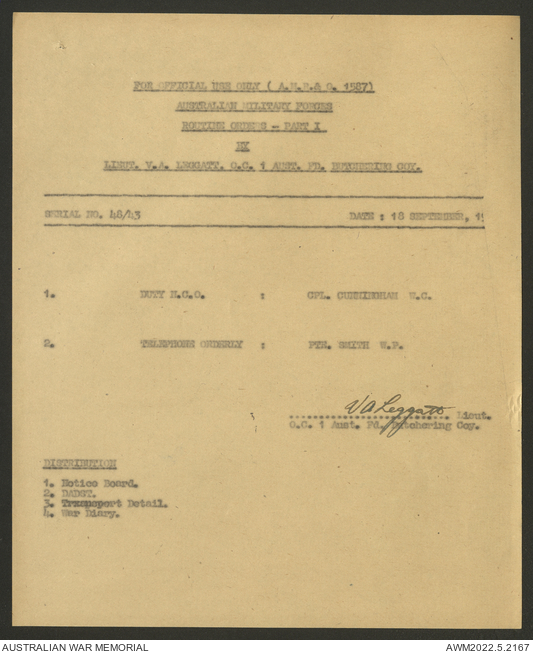 FOR OFFICIAL USE ONLY ( A.M.F.& O. 1587)
AUSTRALIAN MILITARY FORCES
ROUTINE ORDERS - PART I
BY
LIEUT. V.A. LEGGATT. O.C. 1 AUST. FD. BUTCHERING COY.
SERIAL NO. 48/43 DATE : 18 SEPTEMBER, 19
1. DUTY N.C.O. : CPL. CUNNINGHAM W.C.
2. TELEPHONE ORDERLY : PTE. SMITH W.F.
VALeggatt Lieut.
O.C. 1 Aust. Fd. Butchering Coy.
DISTRIBUTION
1. Notice Board.
2. DADST.
3. Transport Detail.
4. War Diary.
AUSTRALIAN WAR MEMORIAL AWM2022.5.2167